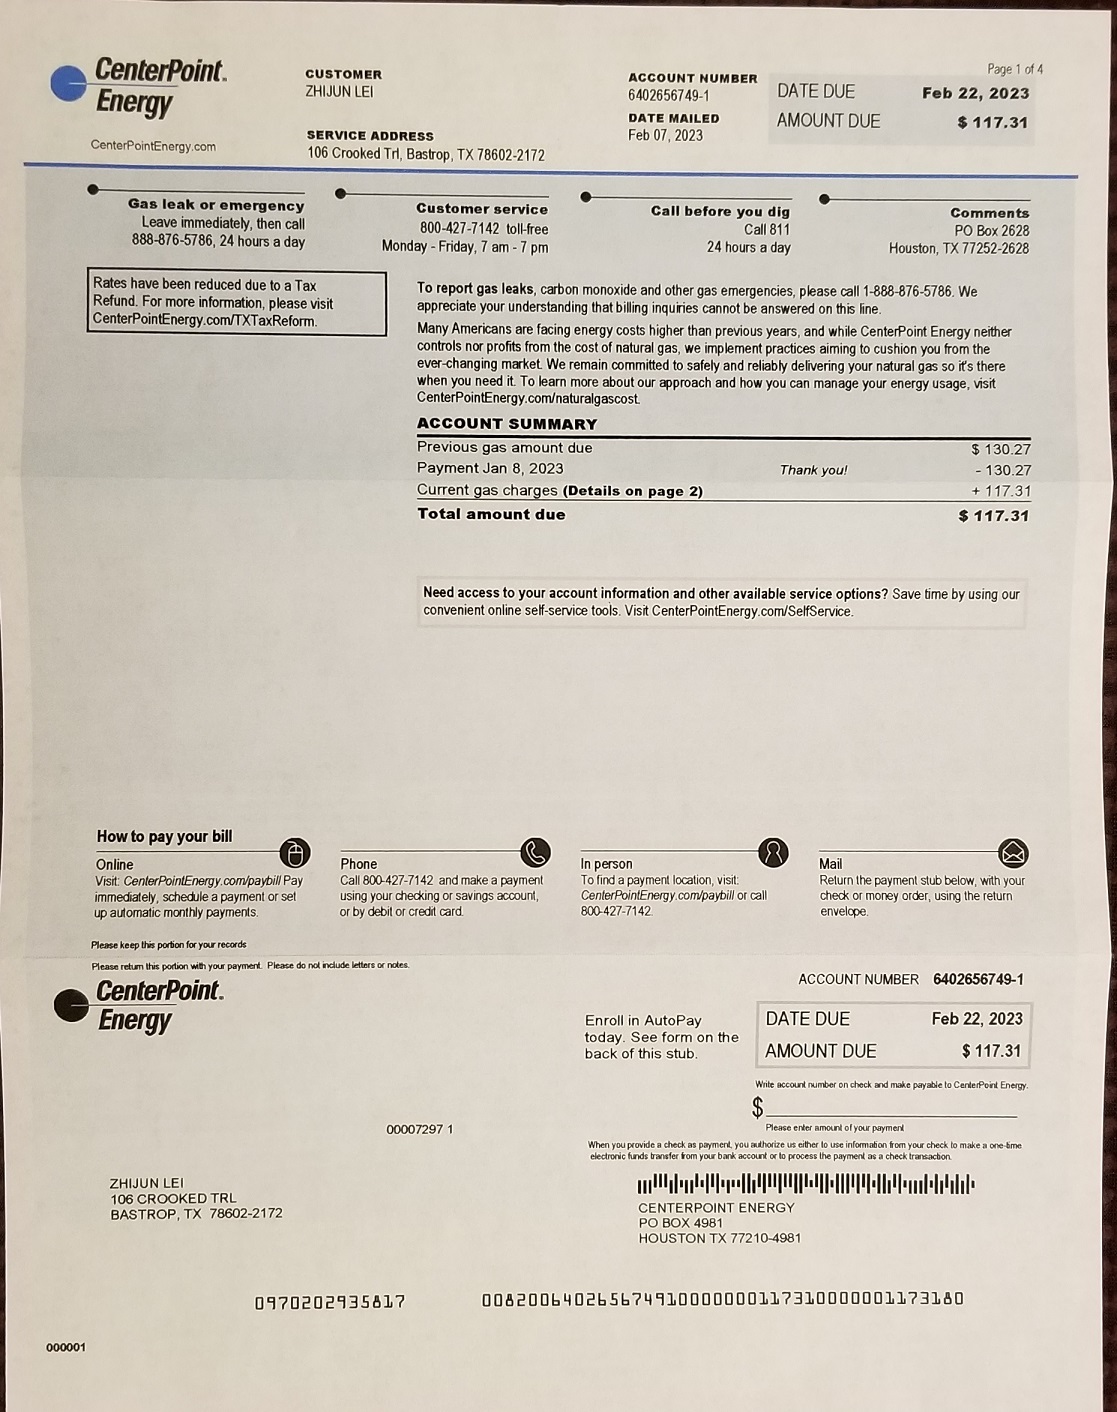 Page 1 of 4
CenterPoint.
Energy
CenterPointEnergy.com
CUSTOMER
ZHIJUN LEI
SERVICE ADDRESS
106 Crooked Trl, Bastrop, TX 78602-2172
ACCOUNT NUMBER
6402656749-1
DATE MAILED
Feb 07, 2023
DATE DUE Feb 22, 2023
AMOUNT DUE $ 117.31
Gas leak or emergency
Leave immediately, then call
888-876-5786, 24 hours a day
Customer service
800-427-7142 toll-free
Monday - Friday, 7 am - 7 pm
Call before you dig
Call 811
24 hours a day
Comments
PO Box 2628
Houston, TX 77252-2628
Rates have been reduced due to a Tax
Refund. For more information, please visit
CenterPointEnergy.com/TXTaxReform.
To report gas leaks, carbon monoxide and other gas emergencies, please call 1-888-876-5786. We
appreciate your understanding that billing inquiries cannot be answered on this line.
Many Americans are facing energy costs higher than previous years, and while CenterPoint Energy neither
controls nor profits from the cost of natural gas, we implement practices aiming to cushion you from the
ever-changing market. We remain committed to safely and reliably delivering your natural gas so it's there
when you need it. To learn more about our approach and how you can manage your energy usage, visit
CenterPointEnergy.com/naturalgascost.
ACCOUNT SUMMARY
Previous gas amount due $ 130.27
Payment Jan 8, 2023 Thank you! - 130.27
Current gas charges (Details on page 2) + 117.31
Total amount due $ 117.31
Need access to your account information and other available service options? Save time by using our
convenient online self-service tools. Visit CenterPointEnergy.com/SelfService.
How to pay your bill
Online
Visit: CenterPointEnergy.com/paybill Pay
immediately, schedule a payment or set
up automatic monthly payments.
Phone
Call 800-427-7142 and make a payment
using your checking or savings account,
or by debit or credit card.
In person
To find a payment location, visit:
CenterPointEnergy.com/paybill or call
800-427-7142.
Mail
Return the payment stub below, with your
check or money order, using the return
envelope.
Please keep this portion for your records
Please return this portion with your payment. Please do not include letters or notes.
CenterPoint.
Energy
ACCOUNT NUMBER 6402656749-1
Enroll in AutoPay
today. See form on the
back of this stub.
DATE DUE Feb 22, 2023
AMOUNT DUE $ 117.31
Write account number on check and make payable to CenterPoint Energy.
$
Please enter amount of your payment
00007297 1
When you provide a check as payment, you authorize us either to use information from your check to make a one-time
electronic funds transfer from your bank account or to process the payment as a check transaction.
ZHIJUN LEI
106 CROOKED TRL
BASTROP, TX 78602-2172
CENTERPOINT ENERGY
PO BOX 4981
HOUSTON TX 77210-4981
0970202935817
008200640265674910000000117310000001173180
000001